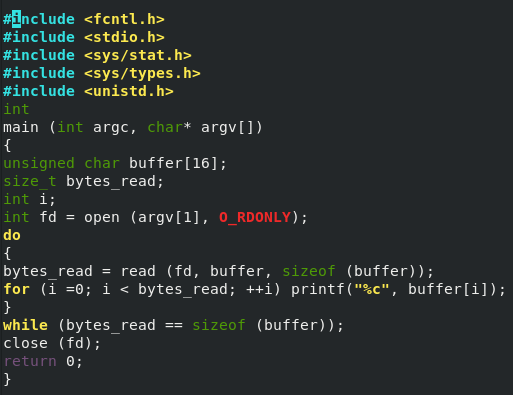 #include <fcntl.h>
#include <stdio.h>
#include <sys/stat.h>
#include <sys/types.h>
#include <unistd.h>
int
main (int argc, char* argv[])
{
unsigned char buffer[16];
size_t bytes_read;
int i;
int fd = open (argv[1], O_RDONLY);
do
{
bytes_read = read (fd, buffer, sizeof (buffer));
for (i =0; i < bytes_read; ++i) printf("%c", buffer[i]);
}
while (bytes_read == sizeof (buffer));
close (fd);
return 0;
}